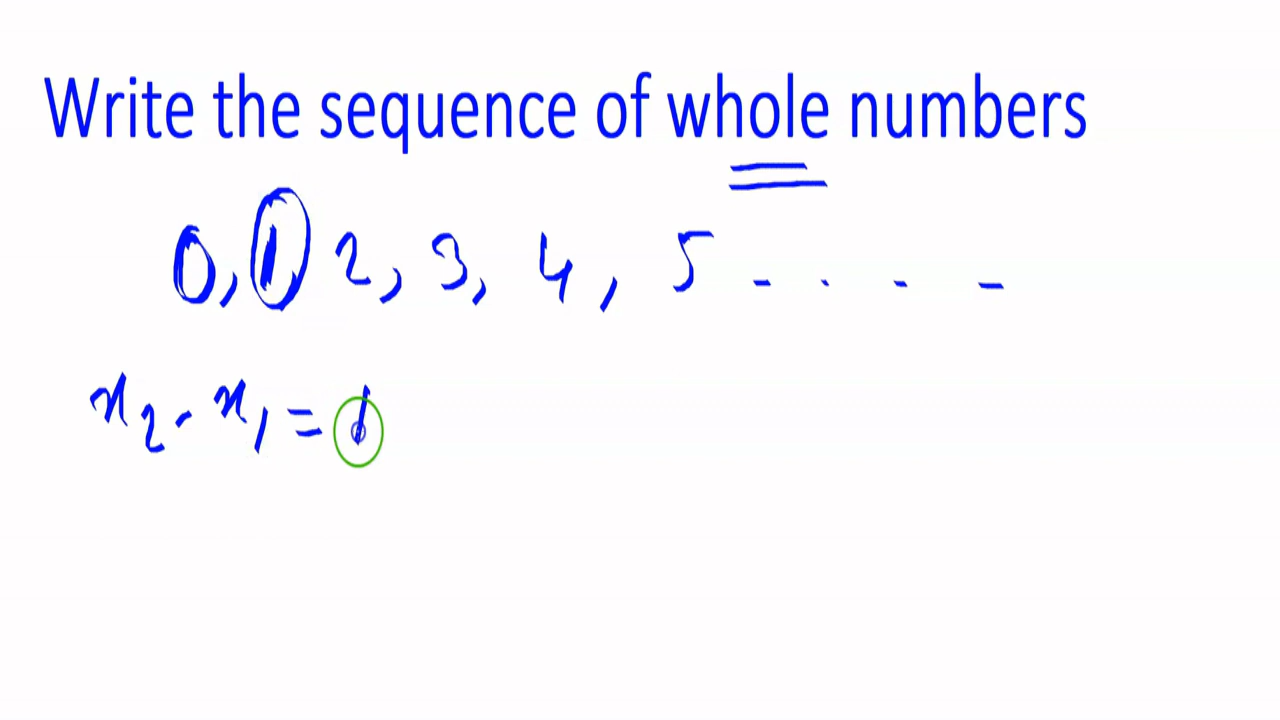 Write the sequence of whole numbers
0, 1 2, 3, 4, 5 - . . -
x₂ - x₁ = 1